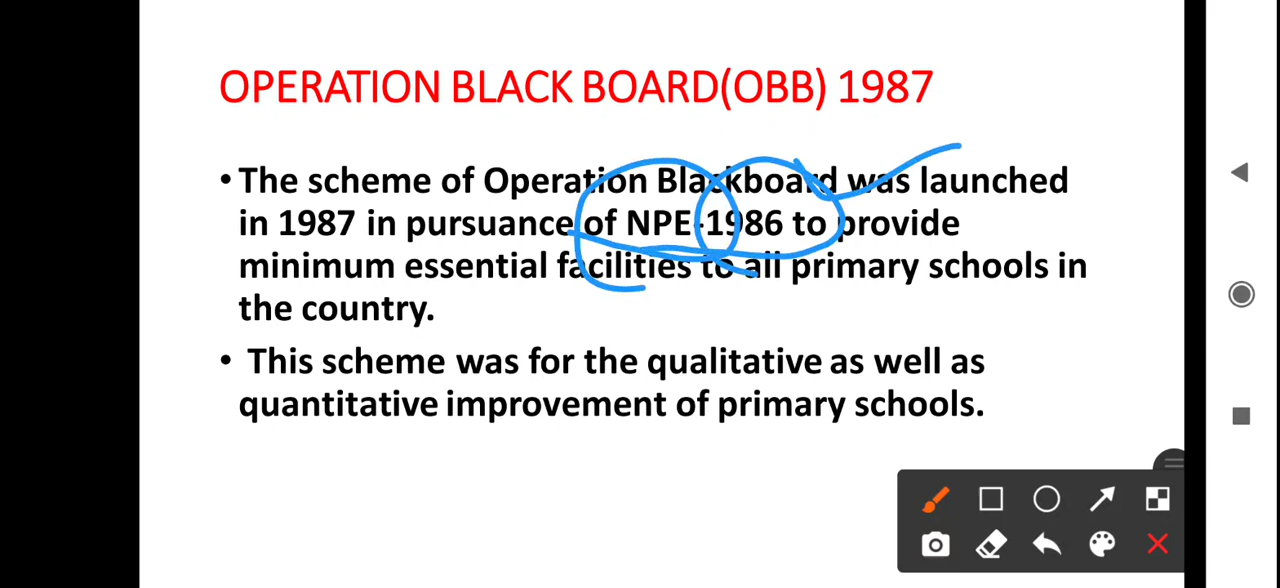 OPERATION BLACK BOARD(OBB) 1987
• The scheme of Operation Blackboard was launched
in 1987 in pursuance of NPE-1986 to provide
minimum essential facilities to all primary schools in
the country.
• This scheme was for the qualitative as well as
quantitative improvement of primary schools.